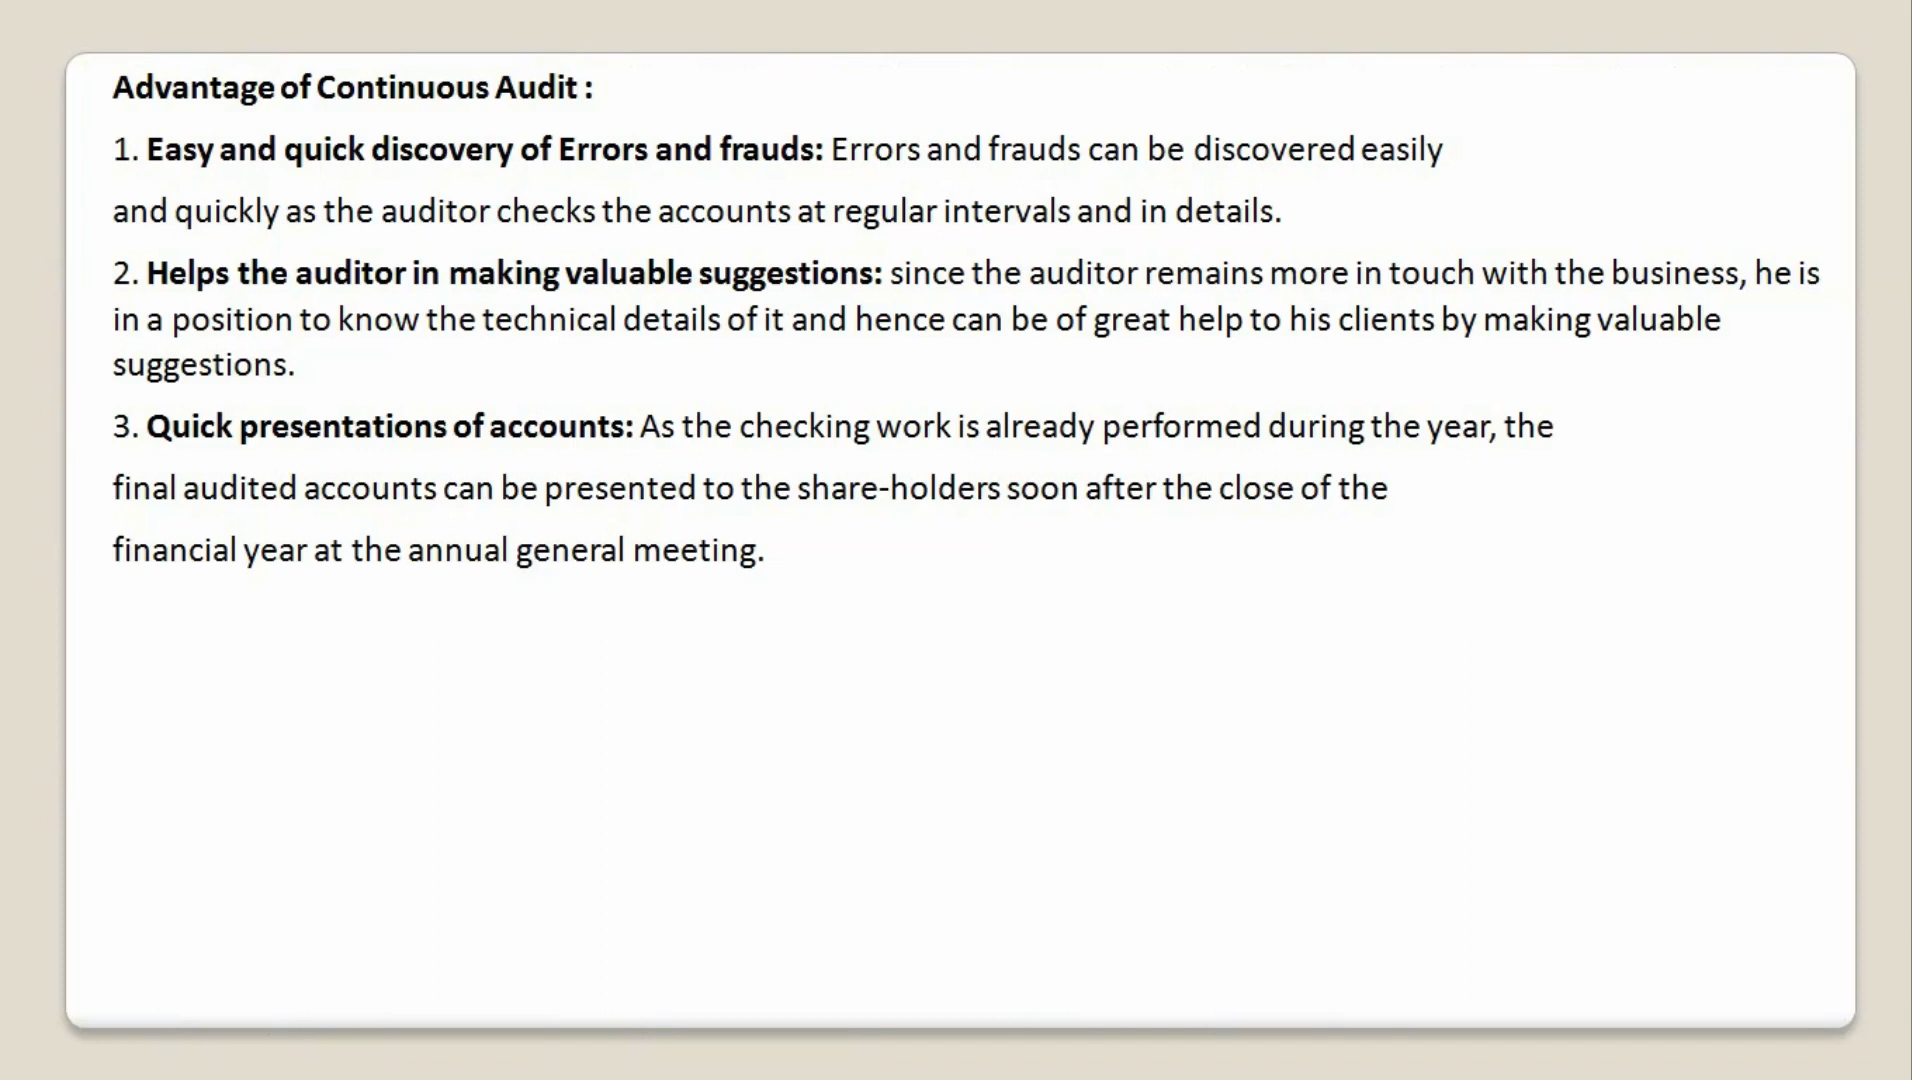 Advantage of Continuous Audit :
1. Easy and quick discovery of Errors and frauds: Errors and frauds can be discovered easily
and quickly as the auditor checks the accounts at regular intervals and in details.
2. Helps the auditor in making valuable suggestions: since the auditor remains more in touch with the business, he is
in a position to know the technical details of it and hence can be of great help to his clients by making valuable
suggestions.
3. Quick presentations of accounts: As the checking work is already performed during the year, the
final audited accounts can be presented to the share-holders soon after the close of the
financial year at the annual general meeting.